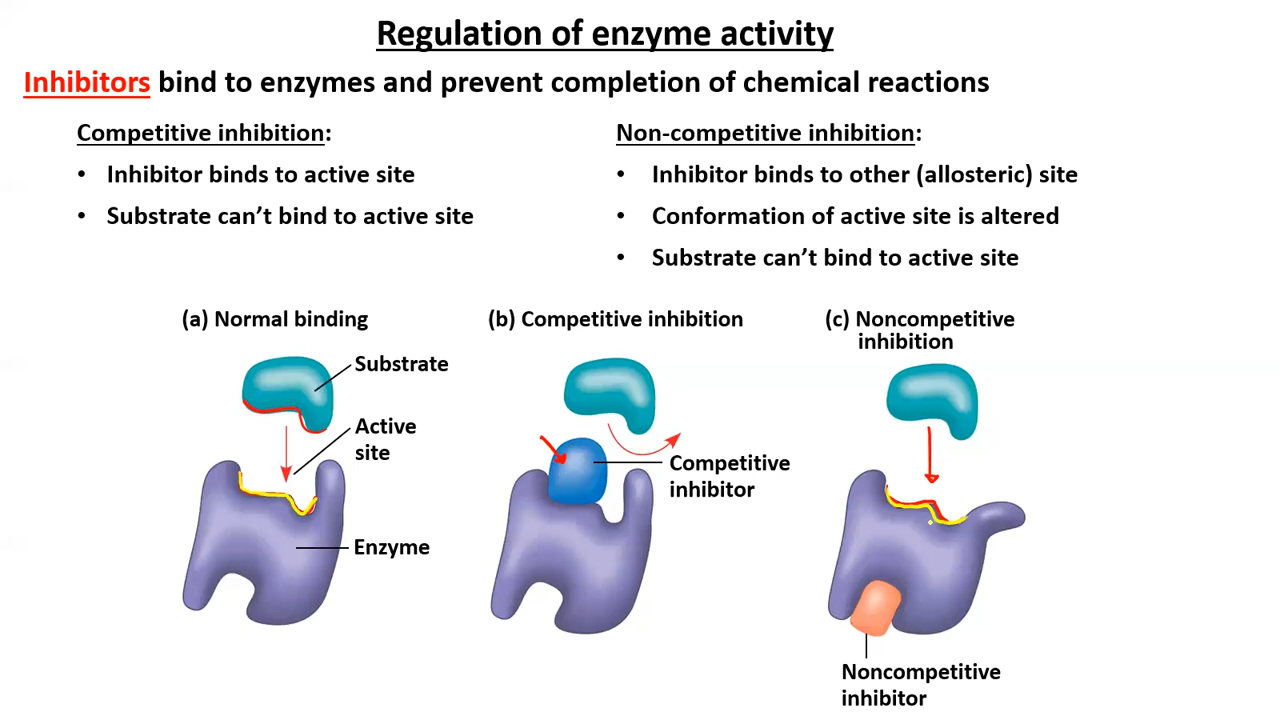 Regulation of enzyme activity
Inhibitors bind to enzymes and prevent completion of chemical reactions
Competitive inhibition:
• Inhibitor binds to active site
• Substrate can’t bind to active site
Non-competitive inhibition:
• Inhibitor binds to other (allosteric) site
• Conformation of active site is altered
• Substrate can’t bind to active site
(a) Normal binding
Substrate
Active
site
Enzyme
(b) Competitive inhibition
Competitive
inhibitor
(c) Noncompetitive
inhibition
Noncompetitive
inhibitor